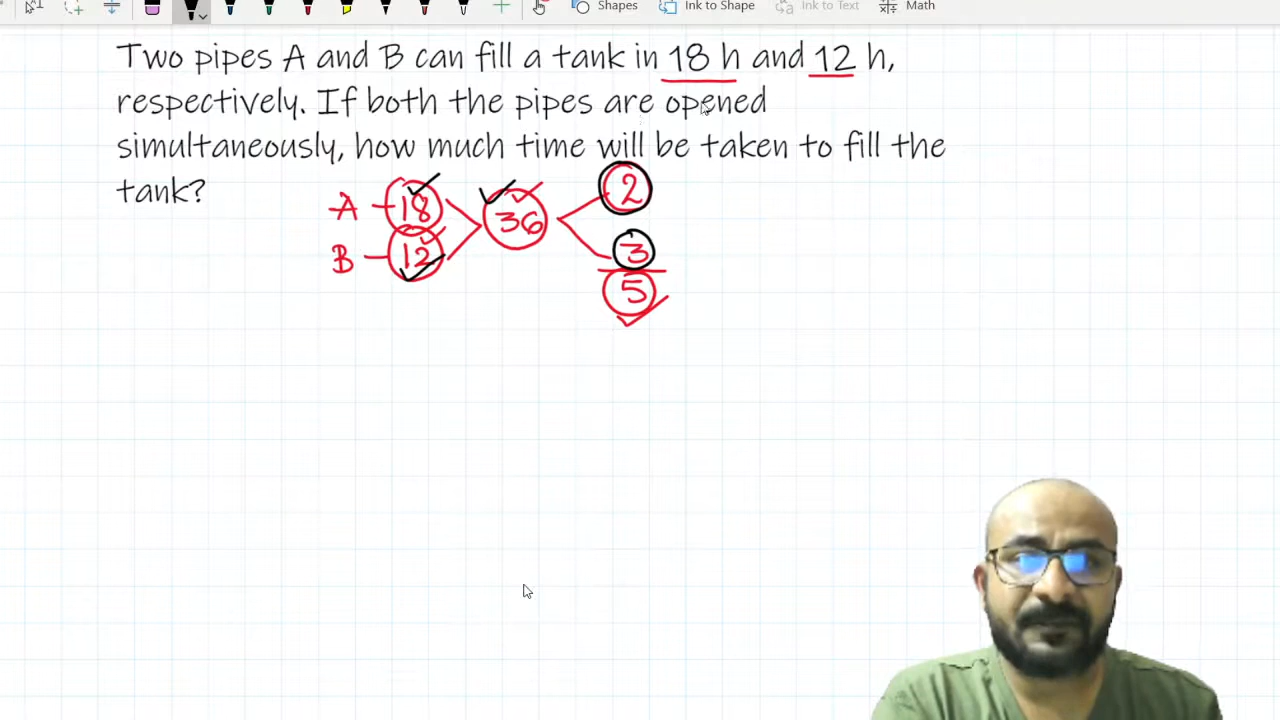 Shapes Ink to Shape Ink to Text Math
Two pipes A and B can fill a tank in 18 h and 12 h,
respectively. If both the pipes are opened
simultaneously, how much time will be taken to fill the
tank?
A - 18 36 2
B - 12 3
5